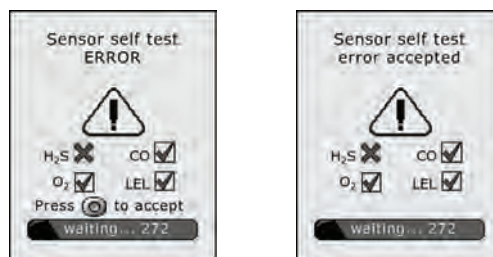 Sensor self test
ERROR
H₂S CO
O₂ LEL
Press to accept
waiting... 272
Sensor self test
error accepted
H₂S CO
O₂ LEL
waiting... 272